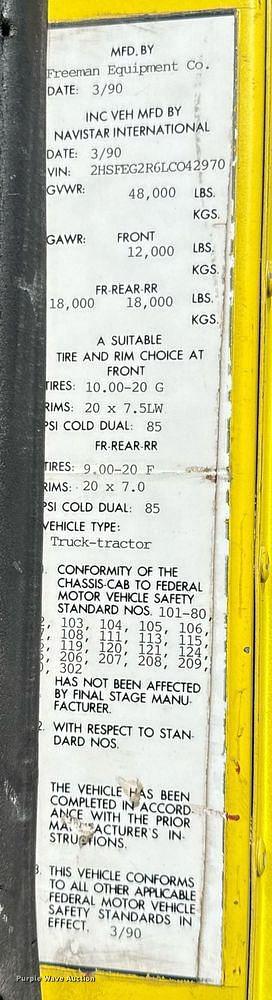 MFD. BY
Freeman Equipment Co.
DATE: 3/90
INC VEH MFD BY
NAVISTAR INTERNATIONAL
DATE: 3/90
VIN: 2HSFEG2R6LC042970
GVWR: 48,000 LBS.
KGS.
GAWR: FRONT
12,000 LBS.
KGS.
FR-REAR-RR
18,000 18,000 LBS.
KGS.
A SUITABLE
TIRE AND RIM CHOICE AT
FRONT
TIRES: 10.00-20 G
RIMS: 20 x 7.5LW
PSI COLD DUAL: 85
FR-REAR-RR
TIRES: 9.00-20 F
RIMS: 20 x 7.0
PSI COLD DUAL: 85
VEHICLE TYPE:
Truck-tractor
CONFORMITY OF THE
CHASSIS-CAB TO FEDERAL
MOTOR VEHICLE SAFETY
STANDARD NOS. 101-80,
, 103, 104, 105, 106,
, 108, 111, 113, 115,
, 119, 120, 121, 124,
, 206, 207, 208, 209,
, 302
HAS NOT BEEN AFFECTED
BY FINAL STAGE MANU-
FACTURER.
2. WITH RESPECT TO STAN-
DARD NOS.
THE VEHICLE HAS BEEN
COMPLETED IN ACCORD-
ANCE WITH THE PRIOR
MANUFACTURER'S IN-
STRUCTIONS.
3. THIS VEHICLE CONFORMS
TO ALL OTHER APPLICABLE
FEDERAL MOTOR VEHICLE
SAFETY STANDARDS IN
EFFECT. 3/90
Purple Wave Auction